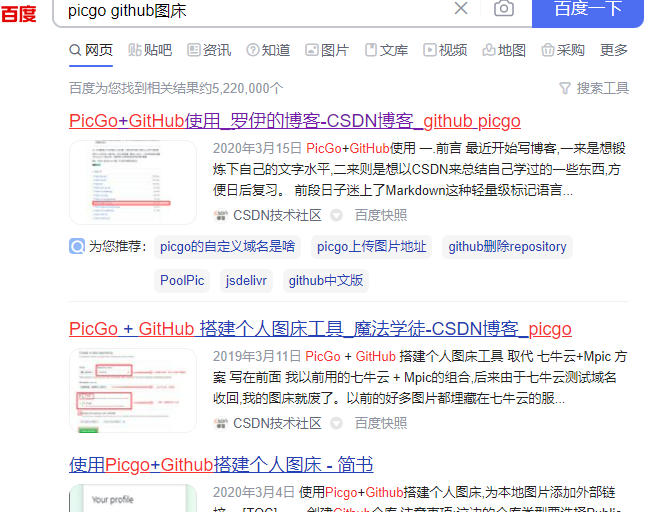 百度 picgo github图床 百度一下
网页 贴吧 资讯 知道 图片 文库 视频 地图 采购 更多
百度为您找到相关结果约5,220,000个 搜索工具
PicGo+GitHub使用_罗伊的博客-CSDN博客_github picgo
2020年3月15日 PicGo+GitHub使用 一.前言 最近开始写博客,一来是想锻
炼下自己的文字水平,二来则是想以CSDN来总结自己学过的一些东西,方
便日后复习。 前段日子迷上了Markdown这种轻量级标记语言...
CSDN技术社区 百度快照
为您推荐: picgo的自定义域名是啥 picgo上传图片地址 github删除repository
PoolPic jsdelivr github中文版
PicGo + GitHub 搭建个人图床工具_魔法学徒-CSDN博客_picgo
2019年3月11日 PicGo + GitHub 搭建个人图床工具 取代 七牛云+Mpic 方
案 写在前面 我以前用的七牛云 + Mpic的组合,后来由于七牛云测试域名
收回,我的图床就废了。以前的好多图片都埋藏在七牛云的服...
CSDN技术社区 百度快照
使用Picgo+Github搭建个人图床 - 简书
Your profile
2020年3月4日 使用Picgo+Github搭建个人图床,为本地图片添加外部链